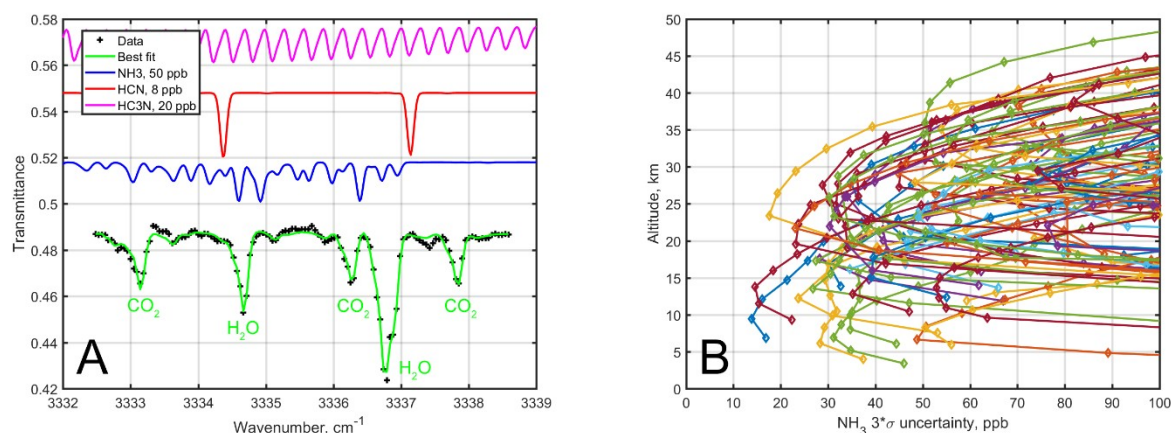 0.58
0.56
0.54
0.52
0.5
0.48
0.46
0.44
0.42
Transmittance
Data
Best fit
NH3, 50 ppb
HCN, 8 ppb
HC3N, 20 ppb
CO₂
H₂O
CO₂
H₂O
CO₂
A
3332 3333 3334 3335 3336 3337 3338 3339
Wavenumber, cm⁻¹
50
45
40
35
30
25
20
15
10
5
0
Altitude, km
B
0 10 20 30 40 50 60 70 80 90 100
NH₃ 3*σ uncertainty, ppb